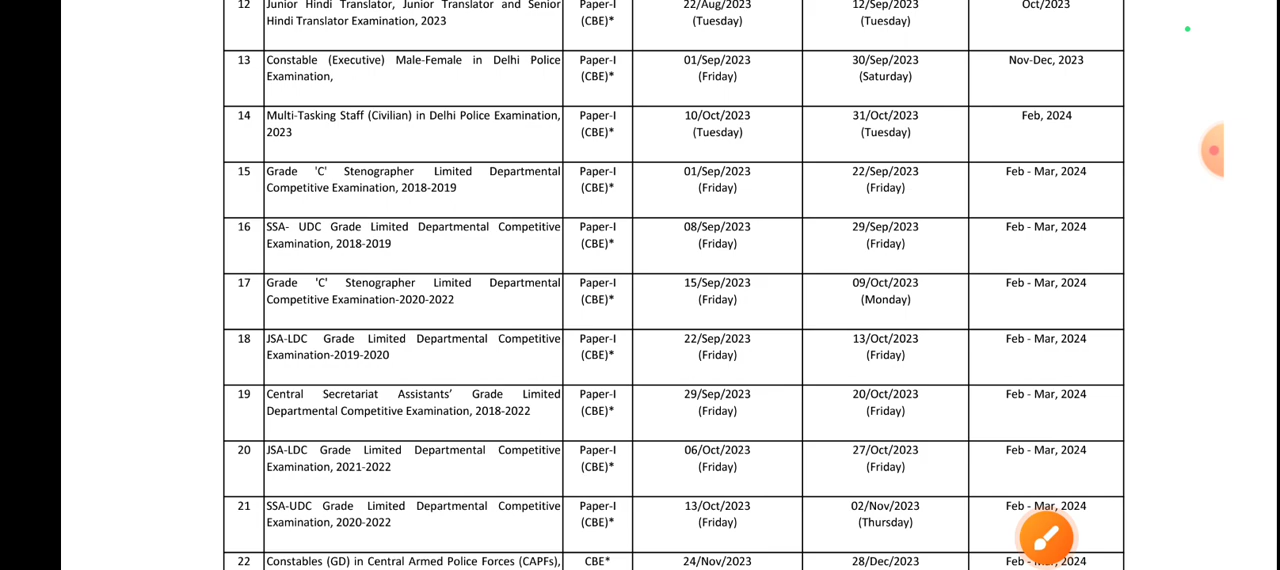 12 Junior Hindi Translator, Junior Translator and Senior Paper-I 22/Aug/2023 12/Sep/2023 Oct/2023
Hindi Translator Examination, 2023 (CBE)* (Tuesday) (Tuesday)
13 Constable (Executive) Male-Female in Delhi Police Paper-I 01/Sep/2023 30/Sep/2023 Nov-Dec, 2023
Examination, (CBE)* (Friday) (Saturday)
14 Multi-Tasking Staff (Civilian) in Delhi Police Examination, Paper-I 10/Oct/2023 31/Oct/2023 Feb, 2024
2023 (CBE)* (Tuesday) (Tuesday)
15 Grade 'C' Stenographer Limited Departmental Paper-I 01/Sep/2023 22/Sep/2023 Feb - Mar, 2024
Competitive Examination, 2018-2019 (CBE)* (Friday) (Friday)
16 SSA- UDC Grade Limited Departmental Competitive Paper-I 08/Sep/2023 29/Sep/2023 Feb - Mar, 2024
Examination, 2018-2019 (CBE)* (Friday) (Friday)
17 Grade 'C' Stenographer Limited Departmental Paper-I 15/Sep/2023 09/Oct/2023 Feb - Mar, 2024
Competitive Examination-2020-2022 (CBE)* (Friday) (Monday)
18 JSA-LDC Grade Limited Departmental Competitive Paper-I 22/Sep/2023 13/Oct/2023 Feb - Mar, 2024
Examination-2019-2020 (CBE)* (Friday) (Friday)
19 Central Secretariat Assistants’ Grade Limited Paper-I 29/Sep/2023 20/Oct/2023 Feb - Mar, 2024
Departmental Competitive Examination, 2018-2022 (CBE)* (Friday) (Friday)
20 JSA-LDC Grade Limited Departmental Competitive Paper-I 06/Oct/2023 27/Oct/2023 Feb - Mar, 2024
Examination, 2021-2022 (CBE)* (Friday) (Friday)
21 SSA-UDC Grade Limited Departmental Competitive Paper-I 13/Oct/2023 02/Nov/2023 Feb - Mar, 2024
Examination, 2020-2022 (CBE)* (Friday) (Thursday)
22 Constables (GD) in Central Armed Police Forces (CAPFs), CBE* 24/Nov/2023 28/Dec/2023 Feb - 2024